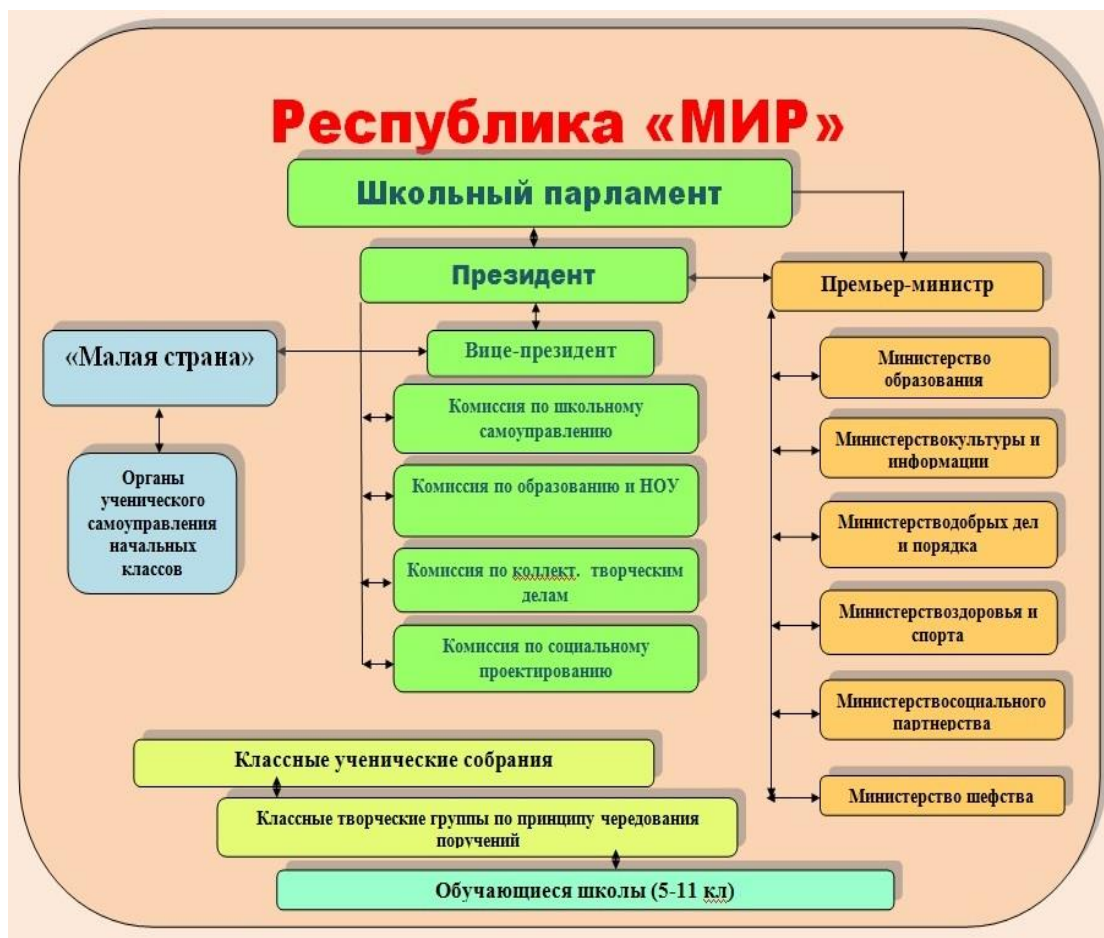 Республика «МИР»
Школьный парламент
Президент
Премьер-министр
«Малая страна»
Вице-президент
Министерство
образования
Комиссия по школьному
самоуправлению
Министерствокультуры и
информации
Органы
ученического
самоуправления
начальных
классов
Комиссия по образованию и НОУ
Министерстводобрых дел
и порядка
Комиссия по коллект. творческим
делам
Министерствоздоровья и
спорта
Комиссия по социальному
проектированию
Министерствосоциального
партнерства
Классные ученические собрания
Министерство шефства
Классные творческие группы по принципу чередования
поручений
Обучающиеся школы (5-11 кл)